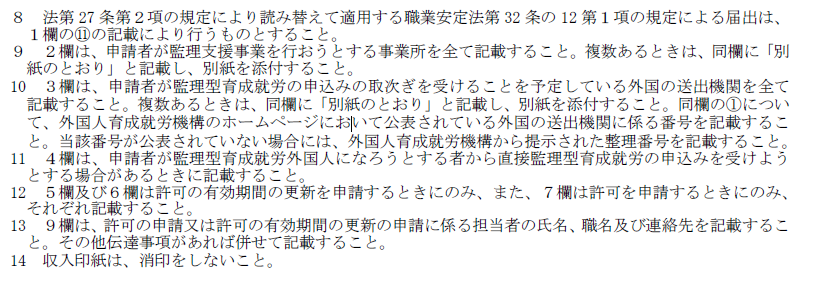 ８　法第 27 条第２項の規定により読み替えて適用する職業安定法第 32 条の 12 第１項の規定による届出は、
１欄の⑪の記載により行うものとすること。
９　２欄は、申請者が監理支援事業を行おうとする事業所を全て記載すること。複数あるときは、同欄に「別
紙のとおり」と記載し、別紙を添付すること。
10　３欄は、申請者が監理型育成就労の申込みの取次ぎを受けることを予定している外国の送出機関を全て
記載すること。複数あるときは、同欄に「別紙のとおり」と記載し、別紙を添付すること。同欄の①につい
て、外国人育成就労機構のホームページにおいて公表されている外国の送出機関に係る番号を記載するこ
と。当該番号が公表されていない場合には、外国人育成就労機構から提示された整理番号を記載すること。
11　４欄は、申請者が監理型育成就労外国人になろうとする者から直接監理型育成就労の申込みを受けよう
とする場合があるときに記載すること。
12　５欄及び６欄は許可の有効期間の更新を申請するときにのみ、また、７欄は許可を申請するときにのみ、
それぞれ記載すること。
13　９欄は、許可の申請又は許可の有効期間の更新の申請に係る担当者の氏名、職名及び連絡先を記載するこ
と。その他伝達事項があれば併せて記載すること。
14　収入印紙は、消印をしないこと。